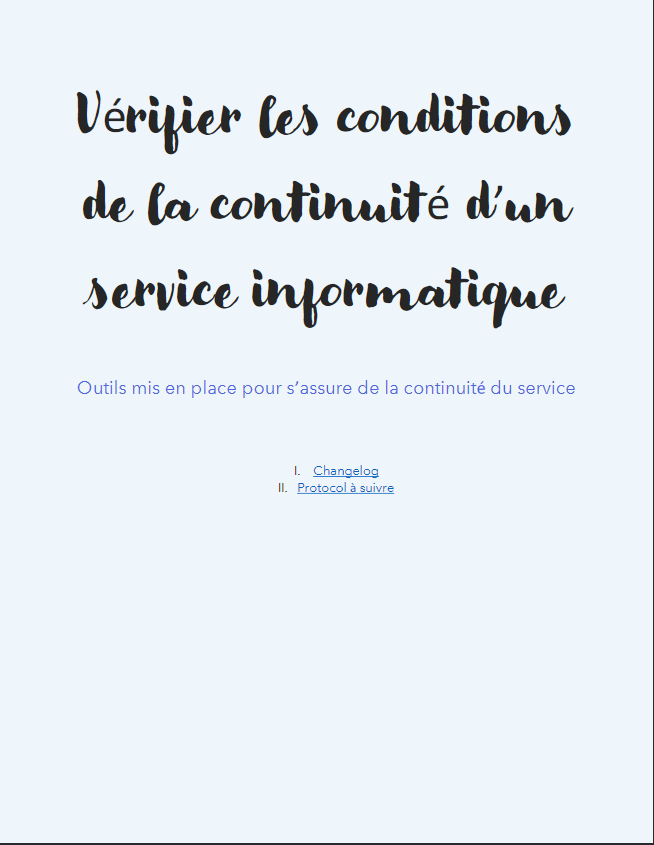 Vérifier les conditions
de la continuité d’un
service informatique
Outils mis en place pour s’assure de la continuité du service
I. Changelog
II. Protocol à suivre